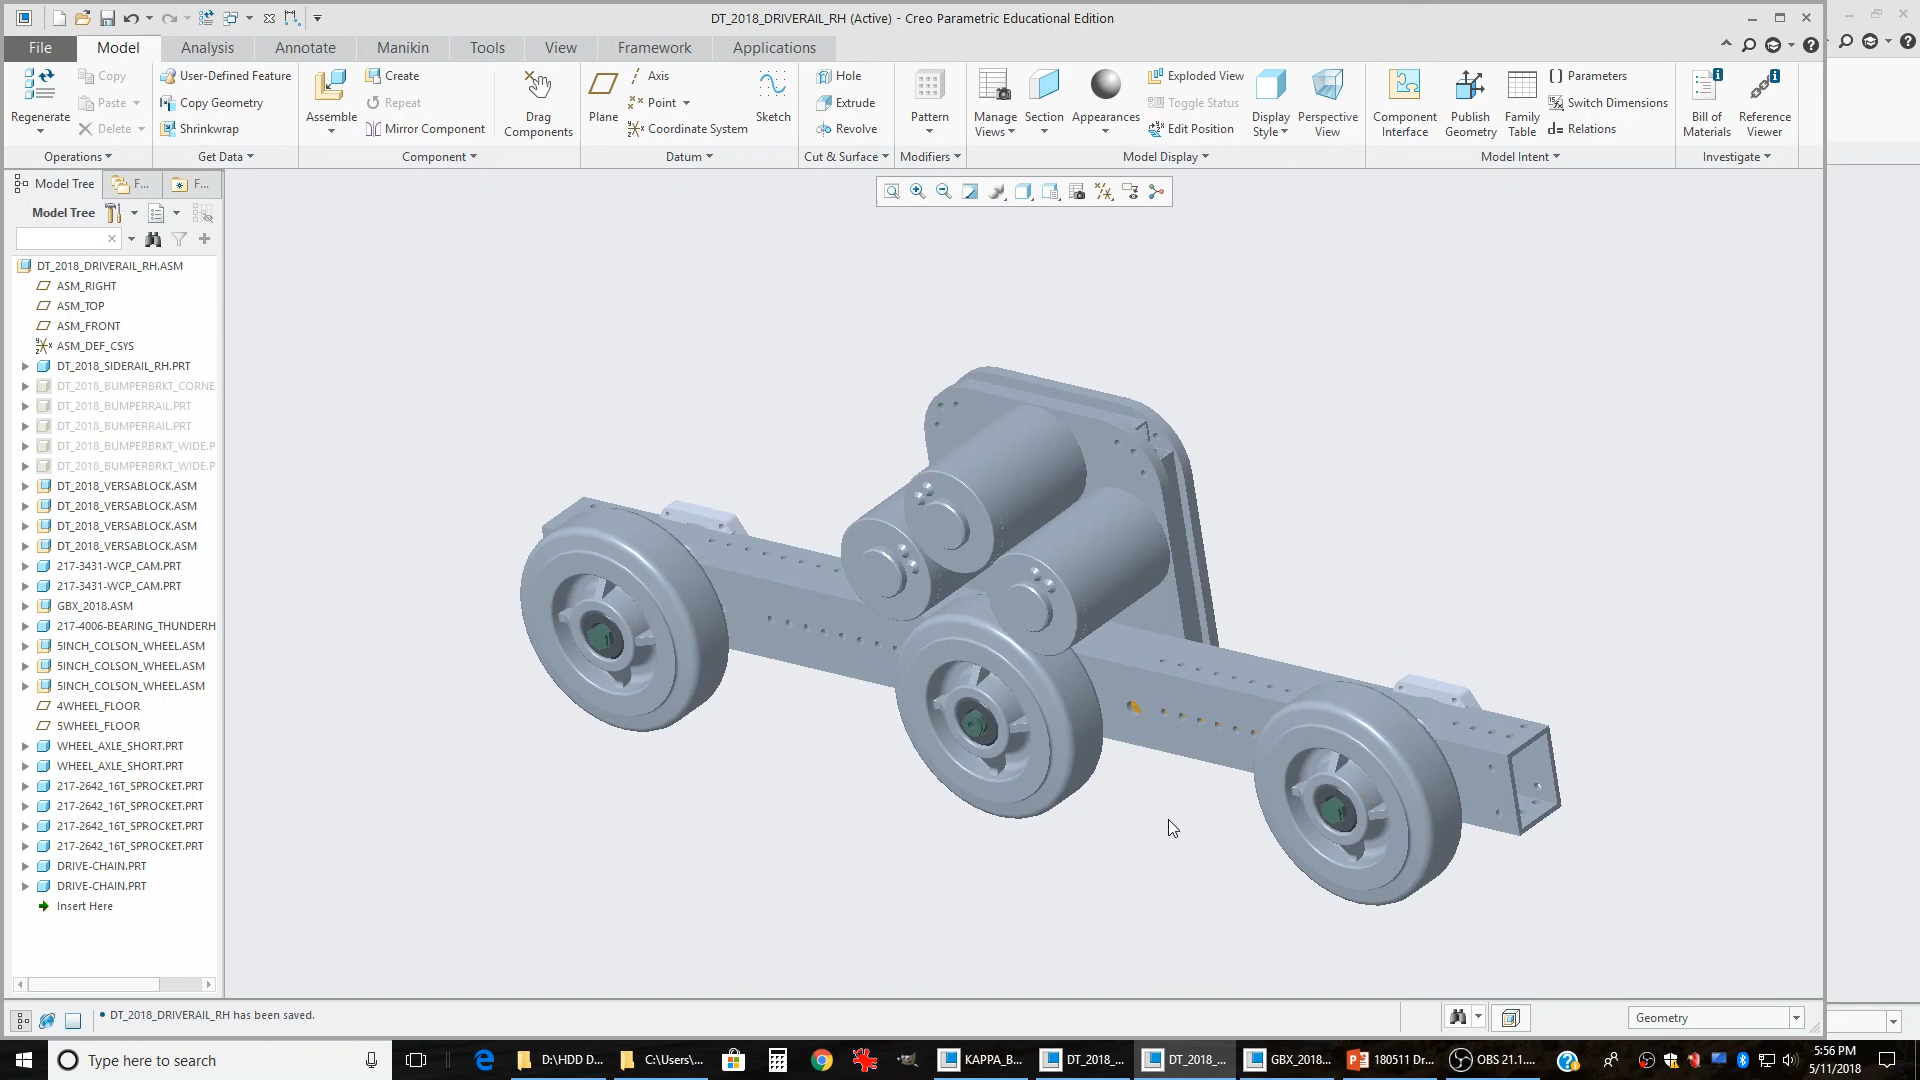 DT_2018_DRIVERAIL_RH (Active) - Creo Parametric Educational Edition
File Model Analysis Annotate Manikin Tools View Framework Applications
Regenerate
Copy
Paste
Delete
Operations
User-Defined Feature
Copy Geometry
Shrinkwrap
Get Data
Assemble
Create
Repeat
Mirror Component
Drag
Components
Component
Plane
Axis
Point
Coordinate System
Sketch
Datum
Hole
Extrude
Revolve
Cut & Surface
Pattern
Modifiers
Manage
Views
Section
Appearances
Exploded View
Toggle Status
Edit Position
Display
Style
Perspective
View
Model Display
Component
Interface
Publish
Geometry
Family
Table
Parameters
Switch Dimensions
Relations
Model Intent
Bill of
Materials
Reference
Viewer
Investigate
Model Tree F... F...
Model Tree
DT_2018_DRIVERAIL_RH.ASM
ASM_RIGHT
ASM_TOP
ASM_FRONT
ASM_DEF_CSYS
DT_2018_SIDERAIL_RH.PRT
DT_2018_BUMPERBRKT_CORNE
DT_2018_BUMPERRAIL.PRT
DT_2018_BUMPERRAIL.PRT
DT_2018_BUMPERBRKT_WIDE.P
DT_2018_BUMPERBRKT_WIDE.P
DT_2018_VERSABLOCK.ASM
DT_2018_VERSABLOCK.ASM
DT_2018_VERSABLOCK.ASM
DT_2018_VERSABLOCK.ASM
217-3431-WCP_CAM.PRT
217-3431-WCP_CAM.PRT
GBX_2018.ASM
217-4006-BEARING_THUNDERH
5INCH_COLSON_WHEEL.ASM
5INCH_COLSON_WHEEL.ASM
5INCH_COLSON_WHEEL.ASM
4WHEEL_FLOOR
5WHEEL_FLOOR
WHEEL_AXLE_SHORT.PRT
WHEEL_AXLE_SHORT.PRT
217-2642_16T_SPROCKET.PRT
217-2642_16T_SPROCKET.PRT
217-2642_16T_SPROCKET.PRT
217-2642_16T_SPROCKET.PRT
DRIVE-CHAIN.PRT
DRIVE-CHAIN.PRT
Insert Here
• DT_2018_DRIVERAIL_RH has been saved.
Geometry
Type here to search
D:\HDD D...
C:\Users\...
KAPPA_B...
DT_2018_...
DT_2018_...
GBX_2018...
180511 Dr...
OBS 21.1....
5:56 PM
5/11/2018